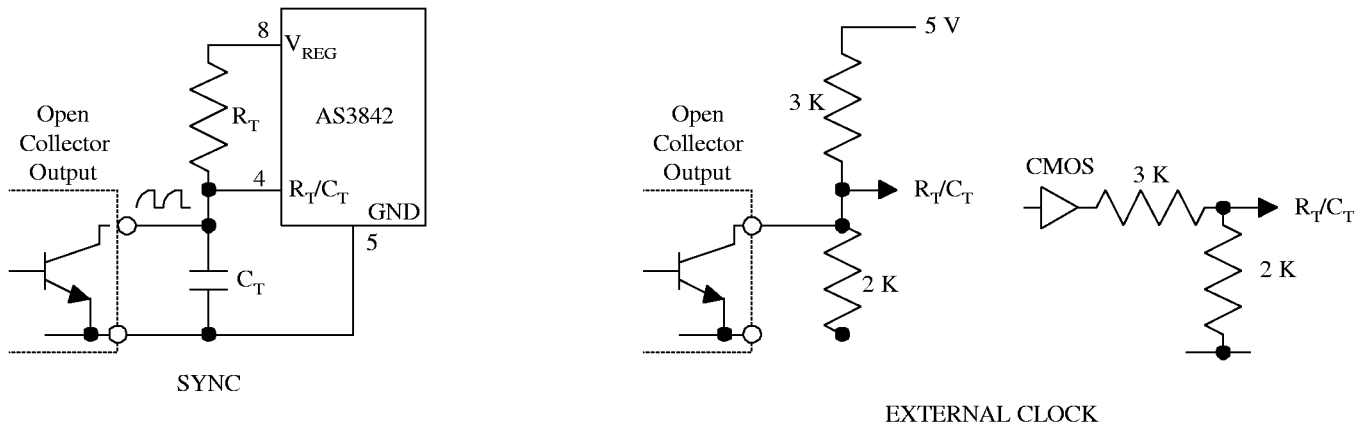 8
V_REG
R_T
AS3842
Open
Collector
Output
4
R_T/C_T
GND
5
C_T
SYNC
5 V
3 K
Open
Collector
Output
R_T/C_T
2 K
CMOS
3 K
R_T/C_T
2 K
EXTERNAL CLOCK